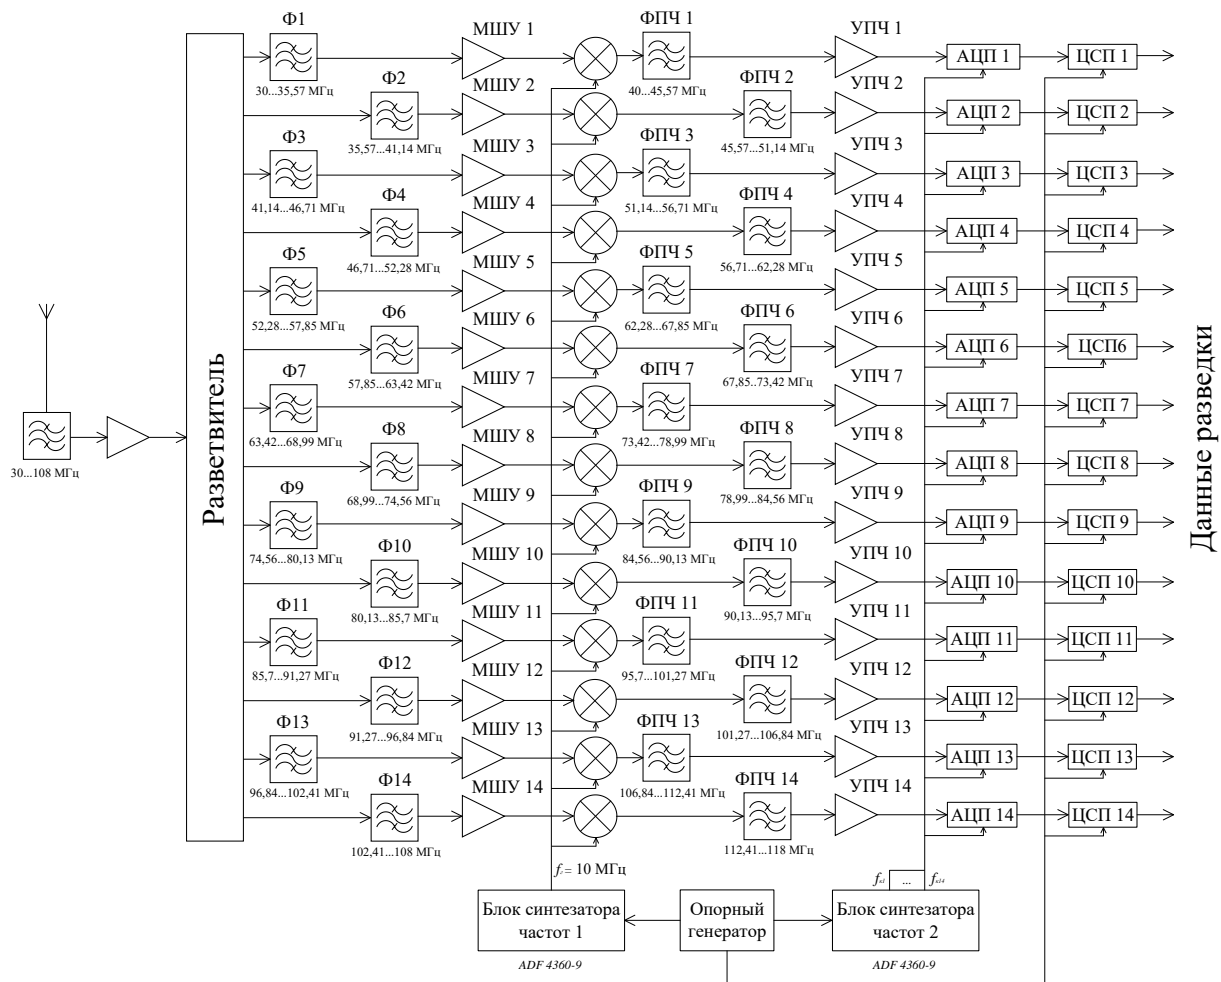 Ф1
МШУ 1
ФПЧ 1
УПЧ 1
АЦП 1
ЦСП 1
30...35,57 МГц
40...45,57 МГц
Ф2
МШУ 2
ФПЧ 2
УПЧ 2
АЦП 2
ЦСП 2
35,57...41,14 МГц
45,57...51,14 МГц
Ф3
МШУ 3
ФПЧ 3
УПЧ 3
АЦП 3
ЦСП 3
41,14...46,71 МГц
51,14...56,71 МГц
Ф4
МШУ 4
ФПЧ 4
УПЧ 4
АЦП 4
ЦСП 4
46,71...52,28 МГц
56,71...62,28 МГц
Ф5
МШУ 5
ФПЧ 5
УПЧ 5
АЦП 5
ЦСП 5
52,28...57,85 МГц
62,28...67,85 МГц
Ф6
МШУ 6
ФПЧ 6
УПЧ 6
АЦП 6
ЦСП6
57,85...63,42 МГц
67,85...73,42 МГц
Ф7
МШУ 7
ФПЧ 7
УПЧ 7
АЦП 7
ЦСП 7
63,42...68,99 МГц
73,42...78,99 МГц
30...108 МГц
Разветвитель
Данные разведки
Ф8
МШУ 8
ФПЧ 8
УПЧ 8
АЦП 8
ЦСП 8
68,99...74,56 МГц
78,99...84,56 МГц
Ф9
МШУ 9
ФПЧ 9
УПЧ 9
АЦП 9
ЦСП 9
74,56...80,13 МГц
84,56...90,13 МГц
Ф10
МШУ 10
ФПЧ 10
УПЧ 10
АЦП 10
ЦСП 10
80,13...85,7 МГц
90,13...95,7 МГц
Ф11
МШУ 11
ФПЧ 11
УПЧ 11
АЦП 11
ЦСП 11
85,7...91,27 МГц
95,7...101,27 МГц
Ф12
МШУ 12
ФПЧ 12
УПЧ 12
АЦП 12
ЦСП 12
91,27...96,84 МГц
101,27...106,84 МГц
Ф13
МШУ 13
ФПЧ 13
УПЧ 13
АЦП 13
ЦСП 13
96,84...102,41 МГц
106,84...112,41 МГц
Ф14
МШУ 14
ФПЧ 14
УПЧ 14
АЦП 14
ЦСП 14
102,41...108 МГц
112,41...118 МГц
= 10 МГц
...
Блок синтезатора
частот 1
Опорный
генератор
Блок синтезатора
частот 2
ADF 4360-9
ADF 4360-9